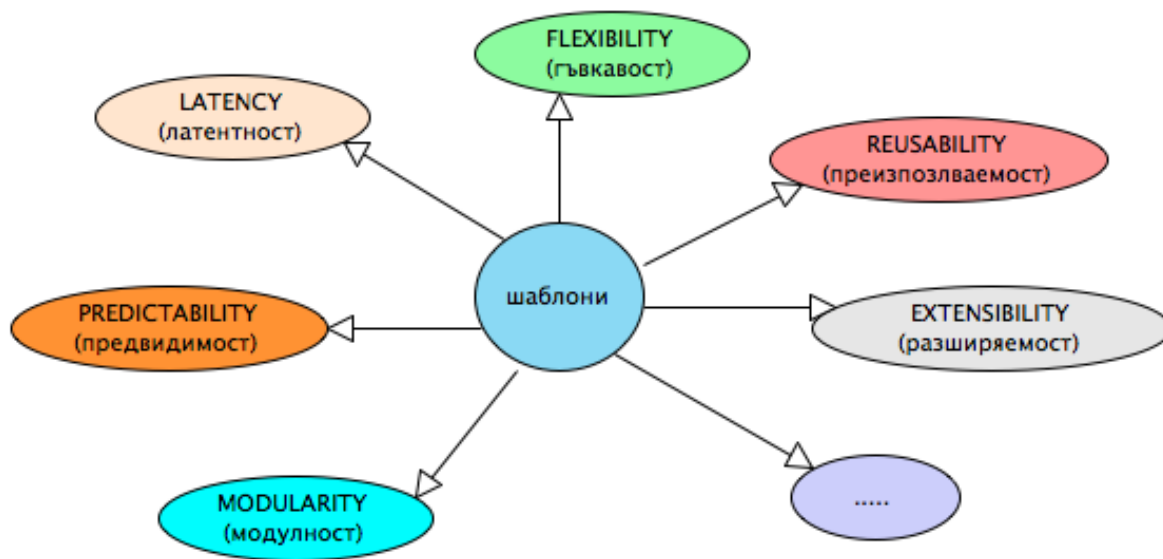 FLEXIBILITY
(гъвкавост)
LATENCY
(латентност)
REUSABILITY
(преизпозлваемост)
шаблони
PREDICTABILITY
(предвидимост)
EXTENSIBILITY
(разширяемост)
MODULARITY
(модулност)
.....